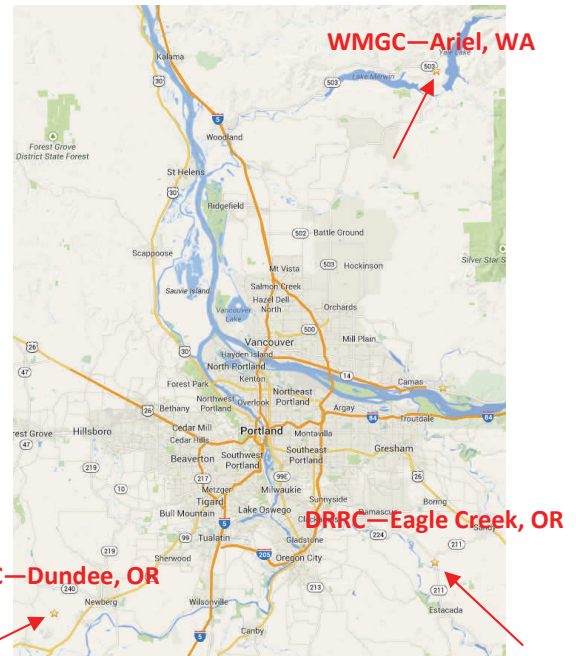 WMGC—Ariel, WA
Yale Lake
Kalama
503
503
Lake Merwin
30
5
Woodland
Forest Grove
District State Forest
St Helens
30
Ridgefield
502
Battle Ground
Scappoose
503
Hockinson
Silver Star S
Mt Vista
Sauvie Island
Salmon Creek
Hazel Dell
North
Vancouver
Lake
Orchards
500
Vancouver
Mill Plain
26
30
Hayden Island
North Portland
14
Camas
47
Forest Park
Kenton
Northwest
Portland
Overlook
Northeast
Portland
26
Bethany
Argay
84
Troutdale
84
rest Grove
Hillsboro
Cedar Mill
Portland
Montavilla
47
Cedar Hills
Beaverton
Southwest
Portland
Southeast
Portland
Gresham
219
99E
26
217
10
Metzger
Milwaukie
Tigard
Sunnyside
Boring
Bull Mountain
Lake Oswego
Damascus
Sandy
5
DRRC—Eagle Creek, OR
99
Tualatin
Gladstone
224
211
219
Sherwood
205
Oregon City
C—Dundee, OR
240
213
211
Newberg
Wilsonville
Estacada
5
Canby